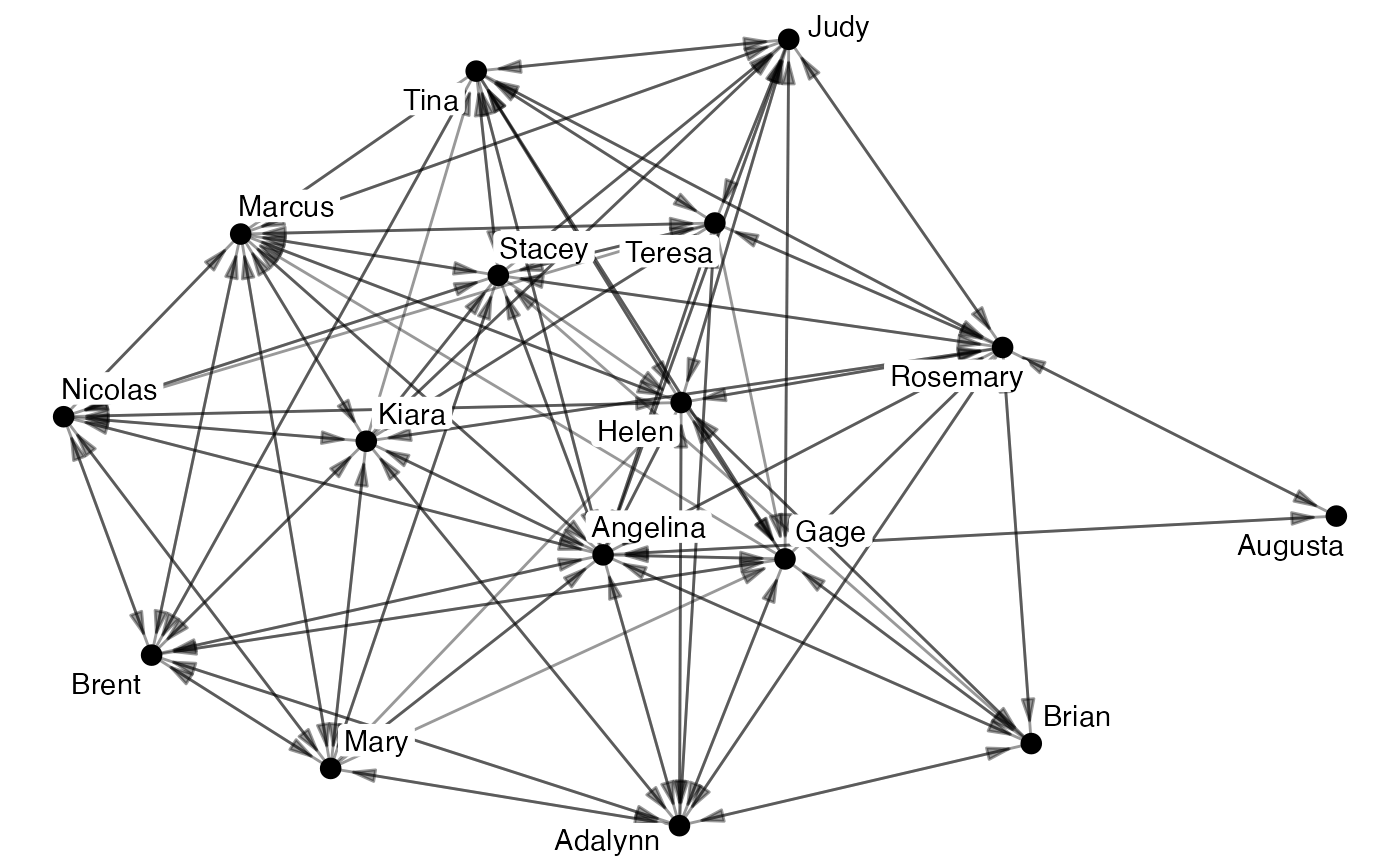 Judy
Tina
Marcus
Stacey
Teresa
Nicolas
Rosemary
Kiara
Helen
Angelina
Gage
Augusta
Brent
Brian
Mary
Adalynn